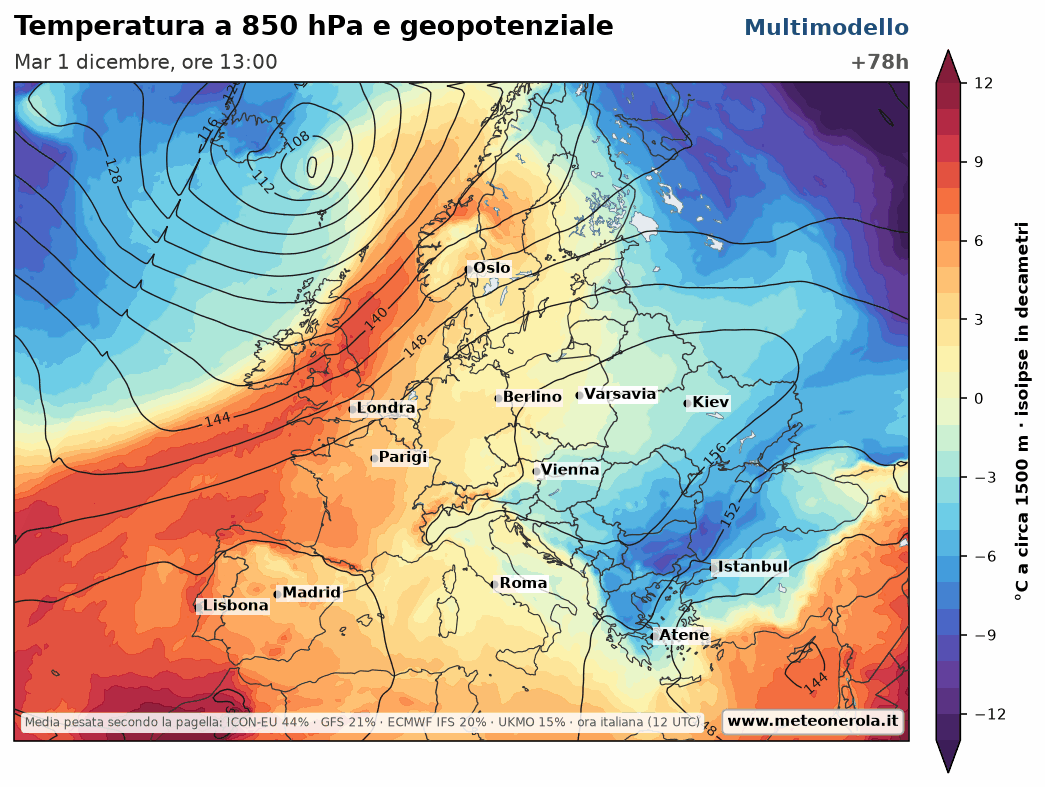 Temperatura a 850 hPa e geopotenziale
Multimodello
Mar 1 dicembre, ore 13:00
+78h
116
108
128
112
Oslo
140
148
144
Londra
Berlino
Varsavia
Kiev
Parigi
Vienna
156
152
Istanbul
Roma
Madrid
Lisbona
Atene
144
Media pesata secondo la pagella: ICON-EU 44% · GFS 21% · ECMWF IFS 20% · UKMO 15% · ora italiana (12 UTC)
www.meteonerola.it
12
9
6
3
0
−3
−6
−9
−12
°C a circa 1500 m · isoipse in decametri